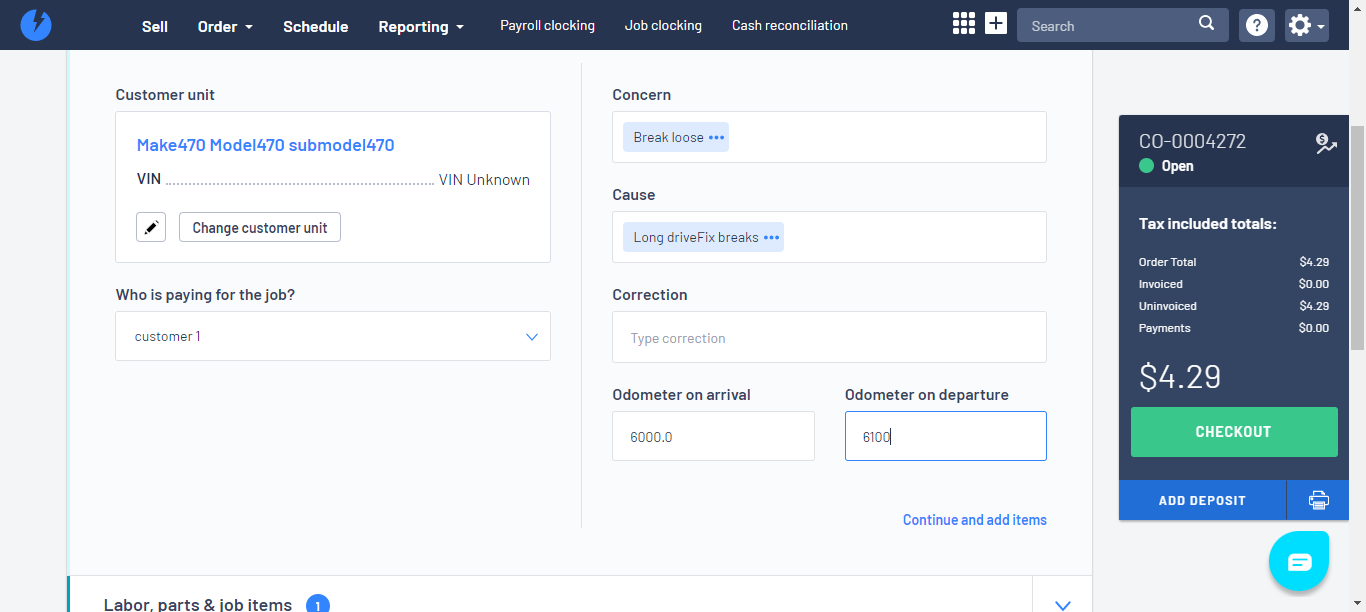 Sell
Order
Schedule
Reporting
Payroll clocking
Job clocking
Cash reconciliation
Search
Customer unit
Make470 Model470 submodel470
VIN VIN Unknown
Change customer unit
Who is paying for the job?
customer 1
Concern
Break loose
Cause
Long driveFix breaks
Correction
Type correction
Odometer on arrival
6000.0
Odometer on departure
6100
Continue and add items
Labor, parts & job items 1
CO-0004272
Open
Tax included totals:
Order Total $4.29
Invoiced $0.00
Uninvoiced $4.29
Payments $0.00
$4.29
CHECKOUT
ADD DEPOSIT